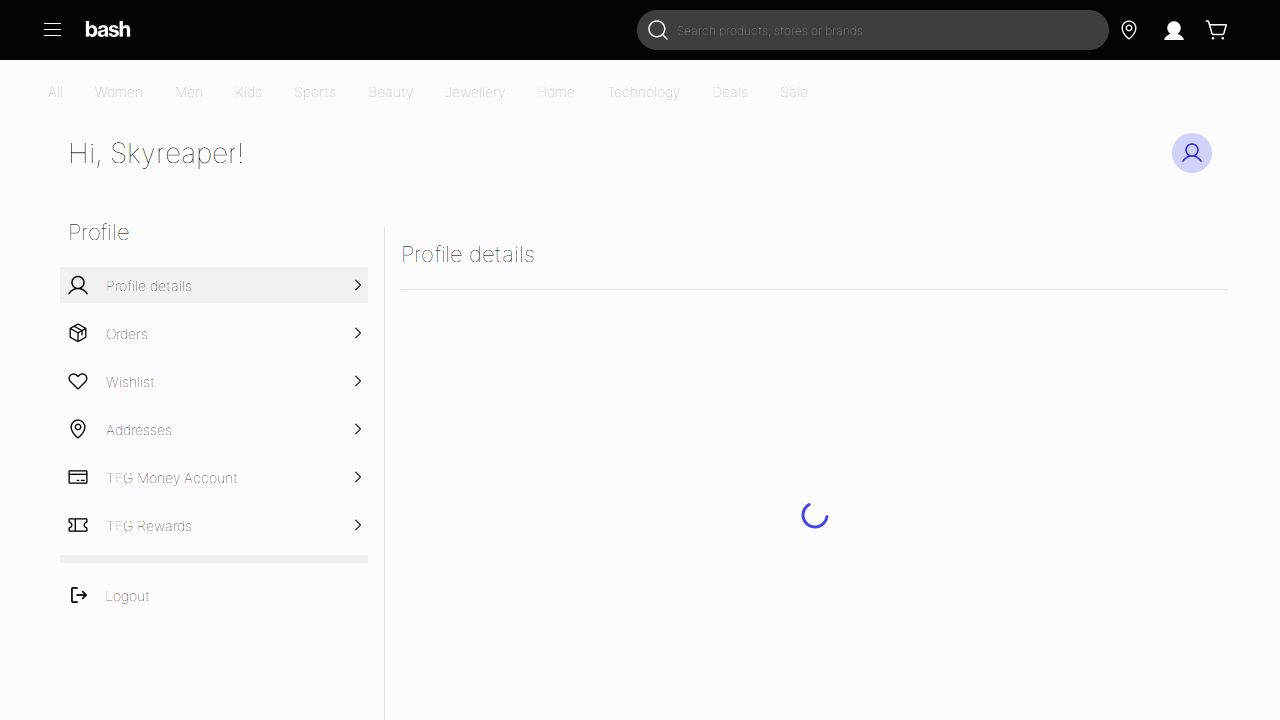 bash
Search products, stores or brands
All Women Men Kids Sports Beauty Jewellery Home Technology Deals Sale
Hi, Skyreaper!
Profile
Profile details
Orders
Wishlist
Addresses
TFG Money Account
TFG Rewards
Logout
Profile details